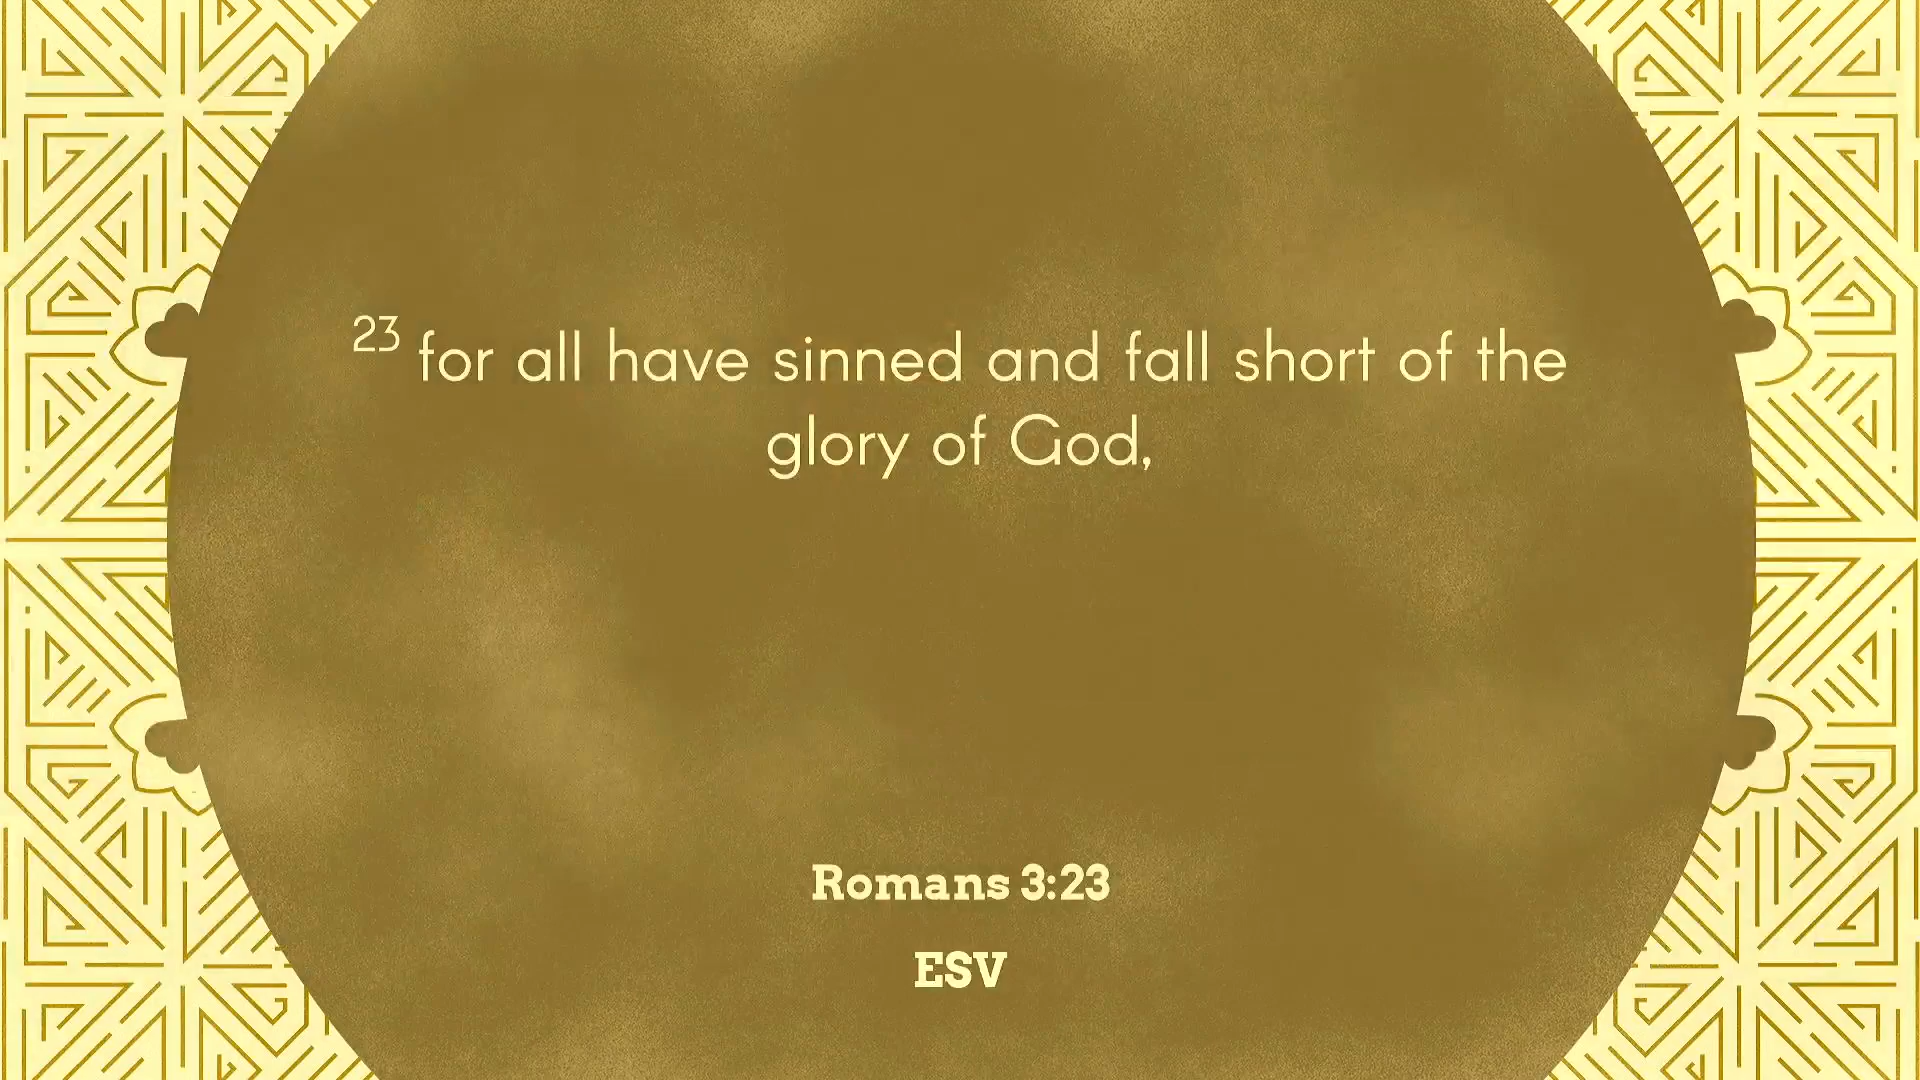 23 for all have sinned and fall short of the
glory of God,
Romans 3:23
ESV